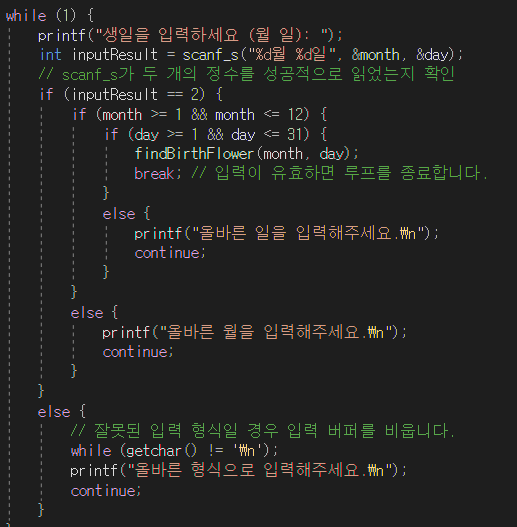 while (1) {
printf("생일을 입력하세요 (월 일): ");
int inputResult = scanf_s("%d월 %d일", &month, &day);
// scanf_s가 두 개의 정수를 성공적으로 읽었는지 확인
if (inputResult == 2) {
if (month >= 1 && month <= 12) {
if (day >= 1 && day <= 31) {
findBirthFlower(month, day);
break; // 입력이 유효하면 루프를 종료합니다.
}
else {
printf("올바른 일을 입력해주세요.₩n");
continue;
}
}
else {
printf("올바른 월을 입력해주세요.₩n");
continue;
}
}
else {
// 잘못된 입력 형식일 경우 입력 버퍼를 비웁니다.
while (getchar() != '₩n');
printf("올바른 형식으로 입력해주세요.₩n");
continue;
}
}